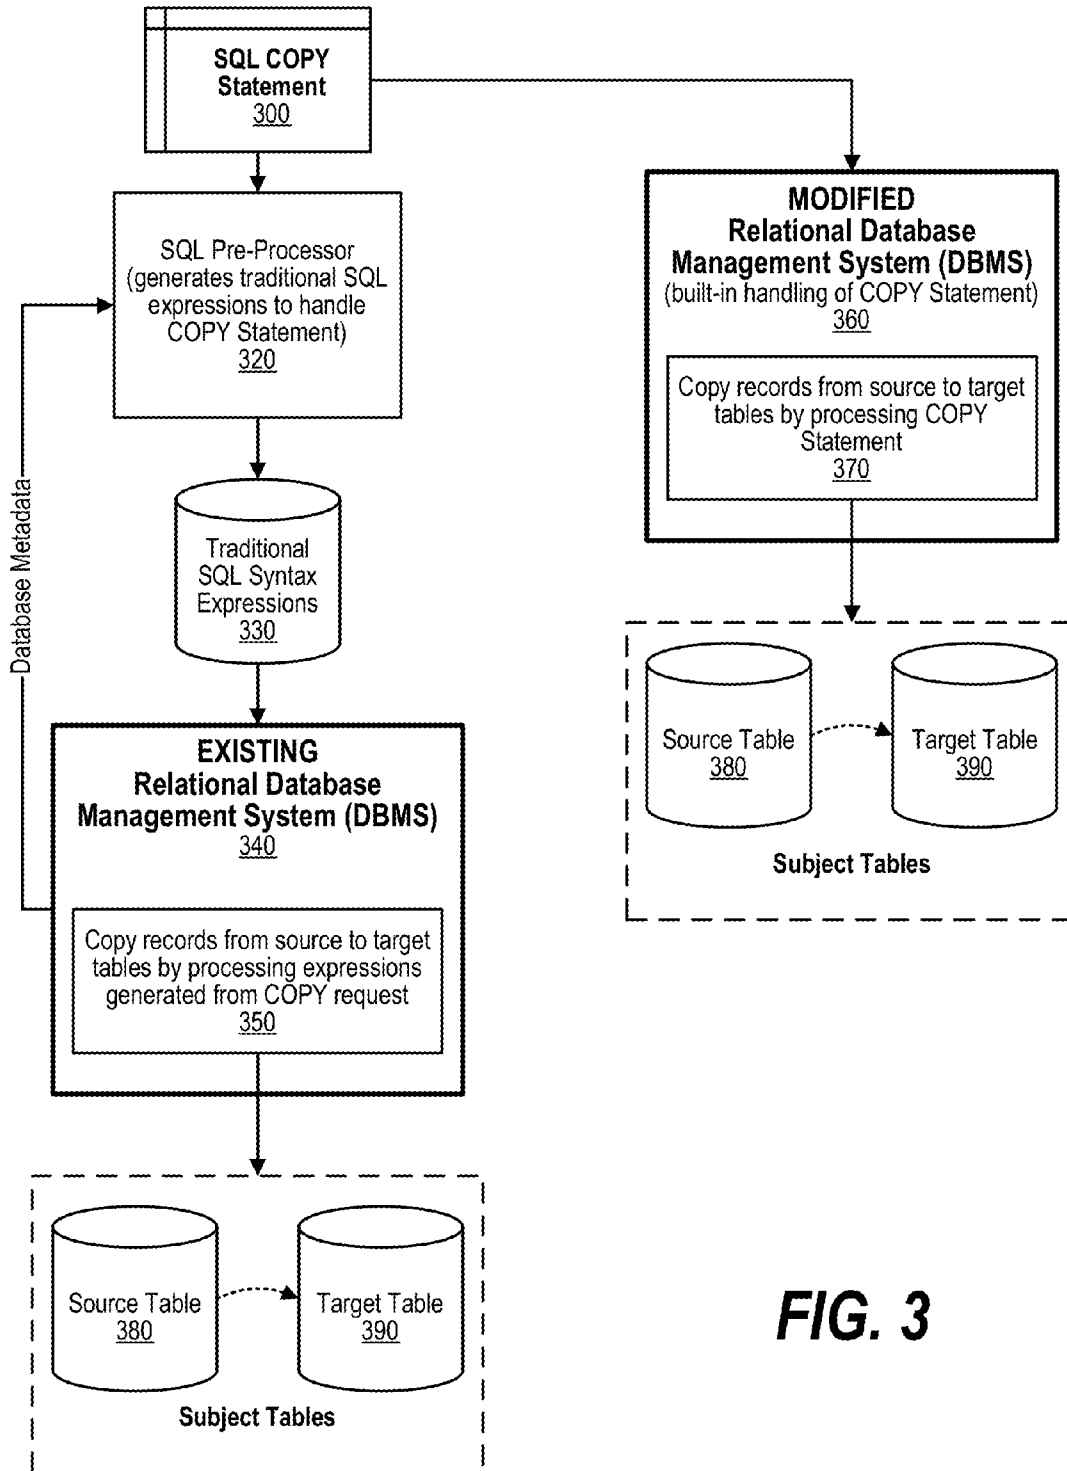 SQL COPY
Statement
300
SQL Pre-Processor
(generates traditional SQL
expressions to handle
COPY Statement)
320
Database Metadata
Traditional
SQL Syntax
Expressions
330
EXISTING
Relational Database
Management System (DBMS)
340
Copy records from source to target
tables by processing expressions
generated from COPY request
350
Source Table
380
Target Table
390
Subject Tables
MODIFIED
Relational Database
Management System (DBMS)
(built-in handling of COPY Statement)
360
Copy records from source to target
tables by processing COPY
Statement
370
Source Table
380
Target Table
390
Subject Tables
FIG. 3